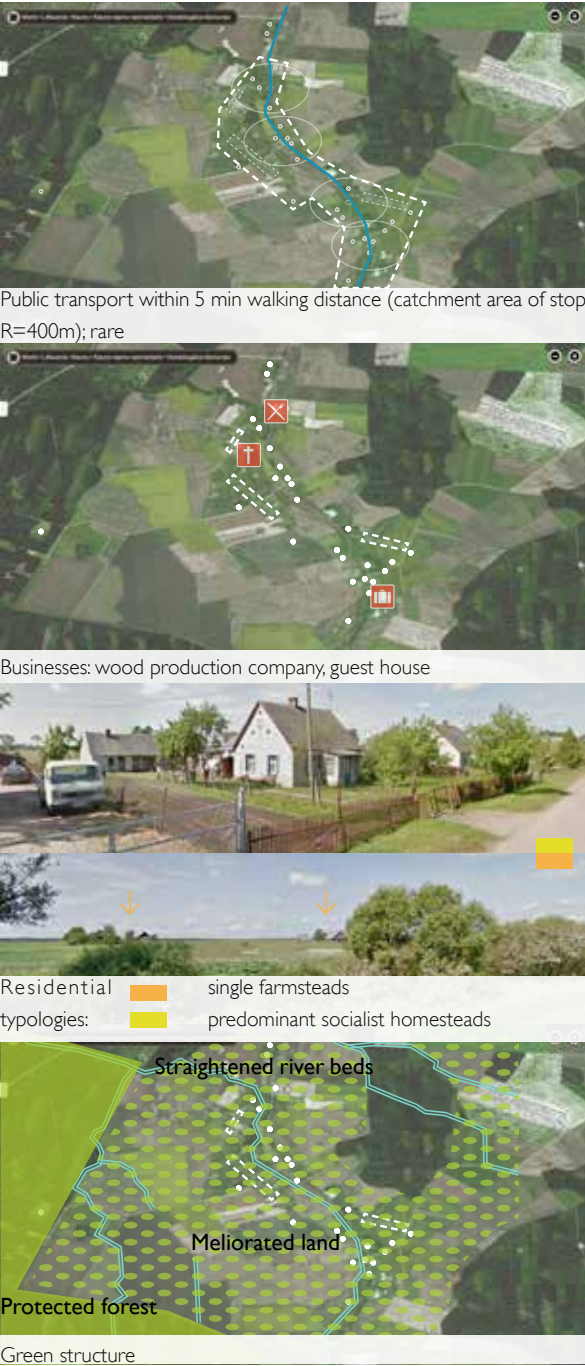 Public transport within 5 min walking distance (catchment area of stop
R=400m); rare
Businesses: wood production company, guest house
Residential single farmsteads
typologies: predominant socialist homesteads
Straightened river beds
Meliorated land
Protected forest
Green structure